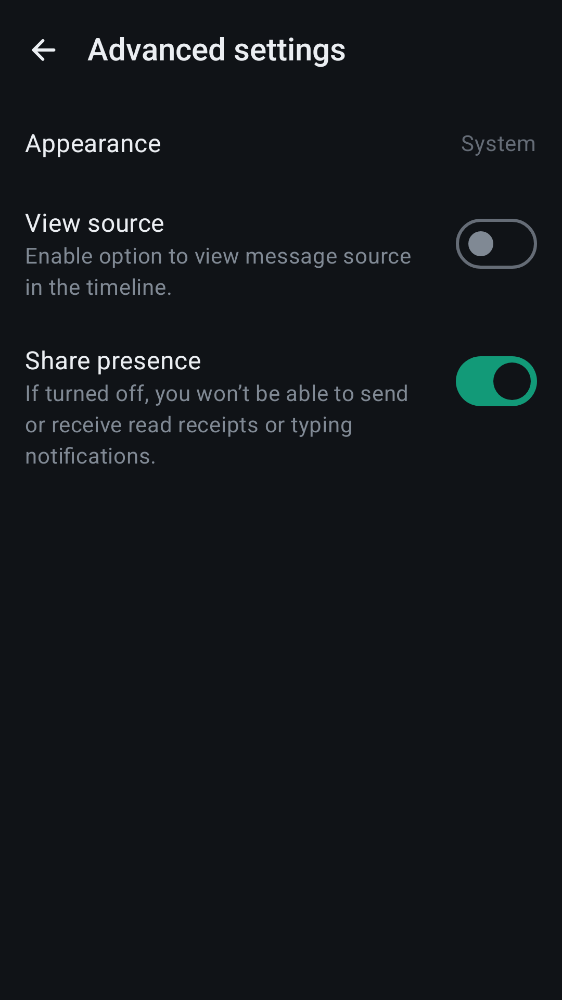 Advanced settings
Appearance
System
View source
Enable option to view message source
in the timeline.
Share presence
If turned off, you won’t be able to send
or receive read receipts or typing
notifications.